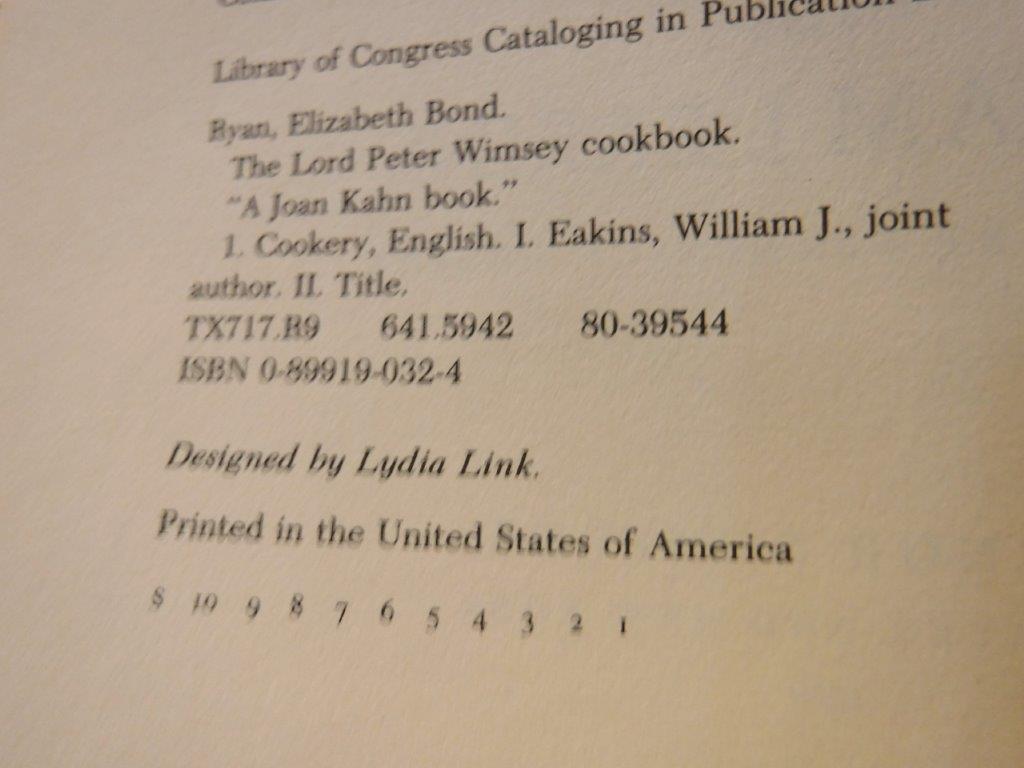 Library of Congress Cataloging in Publication
Ryan, Elizabeth Bond.
The Lord Peter Wimsey cookbook.
"A Joan Kahn book."
1. Cookery, English. I. Eakins, William J., joint
author. II. Title.
TX717.R9 641.5942 80-39544
ISBN 0-89919-032-4
Designed by Lydia Link.
Printed in the United States of America
S 10 9 8 7 6 5 4 3 2 1